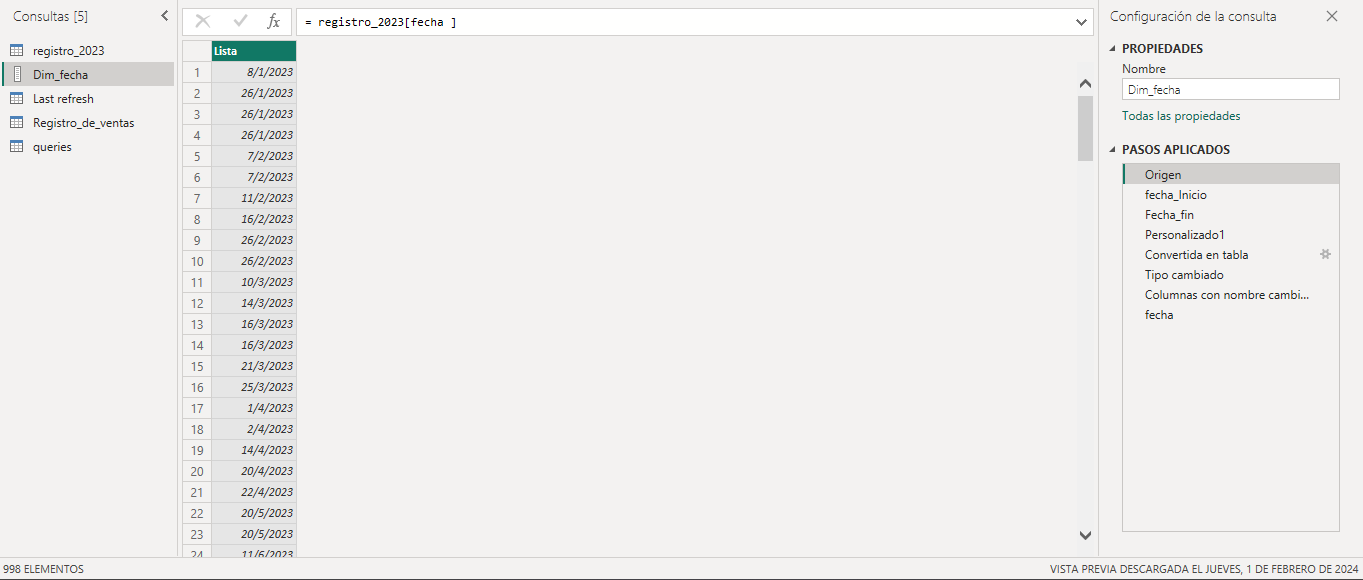 Consultas [5]
registro_2023
Dim_fecha
Last refresh
Registro_de_ventas
queries
fx
= registro_2023[fecha ]
Lista
1 8/1/2023
2 26/1/2023
3 26/1/2023
4 26/1/2023
5 7/2/2023
6 7/2/2023
7 11/2/2023
8 16/2/2023
9 26/2/2023
10 26/2/2023
11 10/3/2023
12 14/3/2023
13 16/3/2023
14 16/3/2023
15 21/3/2023
16 25/3/2023
17 1/4/2023
18 2/4/2023
19 14/4/2023
20 20/4/2023
21 22/4/2023
22 20/5/2023
23 20/5/2023
24 11/6/2023
Configuración de la consulta
PROPIEDADES
Nombre
Dim_fecha
Todas las propiedades
PASOS APLICADOS
Origen
fecha_Inicio
Fecha_fin
Personalizado1
Convertida en tabla
Tipo cambiado
Columnas con nombre cambi...
fecha
998 ELEMENTOS
VISTA PREVIA DESCARGADA EL JUEVES, 1 DE FEBRERO DE 2024